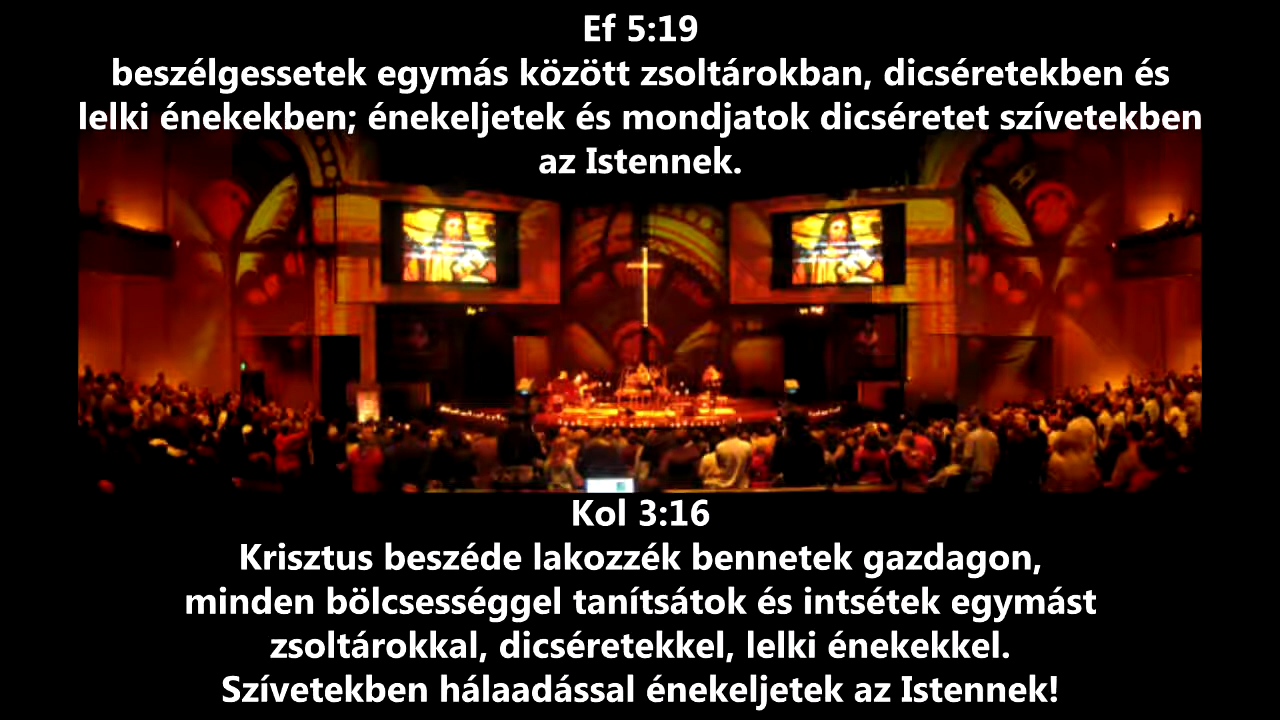 Ef 5:19
beszélgessetek egymás között zsoltárokban, dicséretekben és
lelki énekekben; énekeljetek és mondjatok dicséretet szívetekben
az Istennek.
Kol 3:16
Krisztus beszéde lakozzék bennetek gazdagon,
minden bölcsességgel tanítsátok és intsétek egymást
zsoltárokkal, dicséretekkel, lelki énekekkel.
Szívetekben hálaadással énekeljetek az Istennek!